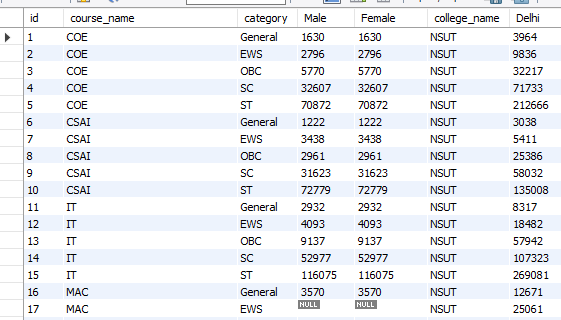 id course_name category Male Female college_name Delhi
1 COE General 1630 1630 NSUT 3964
2 COE EWS 2796 2796 NSUT 9836
3 COE OBC 5770 5770 NSUT 32217
4 COE SC 32607 32607 NSUT 71733
5 COE ST 70872 70872 NSUT 212666
6 CSAI General 1222 1222 NSUT 3038
7 CSAI EWS 3438 3438 NSUT 5411
8 CSAI OBC 2961 2961 NSUT 25386
9 CSAI SC 31623 31623 NSUT 58032
10 CSAI ST 72779 72779 NSUT 135008
11 IT General 2932 2932 NSUT 8317
12 IT EWS 4093 4093 NSUT 18482
13 IT OBC 9137 9137 NSUT 57942
14 IT SC 52977 52977 NSUT 107323
15 IT ST 116075 116075 NSUT 269081
16 MAC General 3570 3570 NSUT 12671
17 MAC EWS NULL NULL NSUT 25061